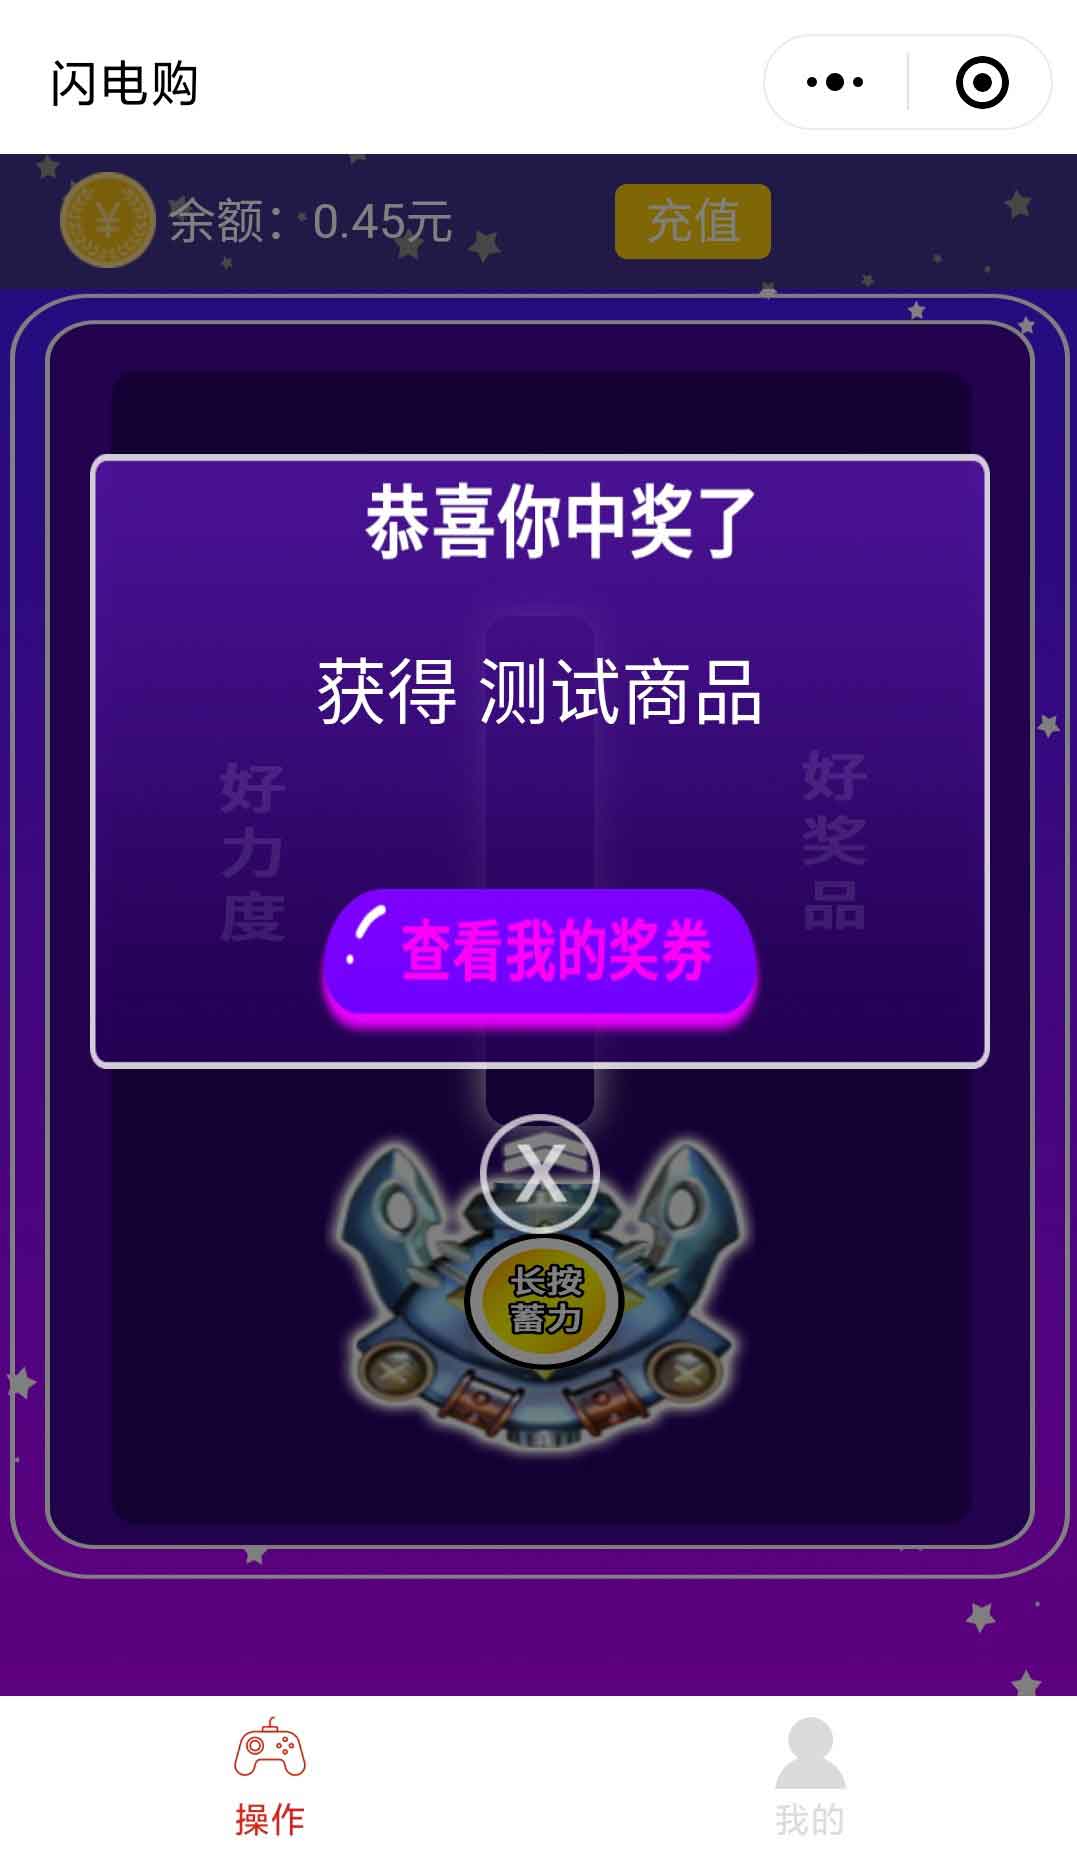 闪电购
余额：0.45元
充值
恭喜你中奖了
获得 测试商品
好力度
好奖品
查看我的奖券
X
长按
蓄力
操作
我的